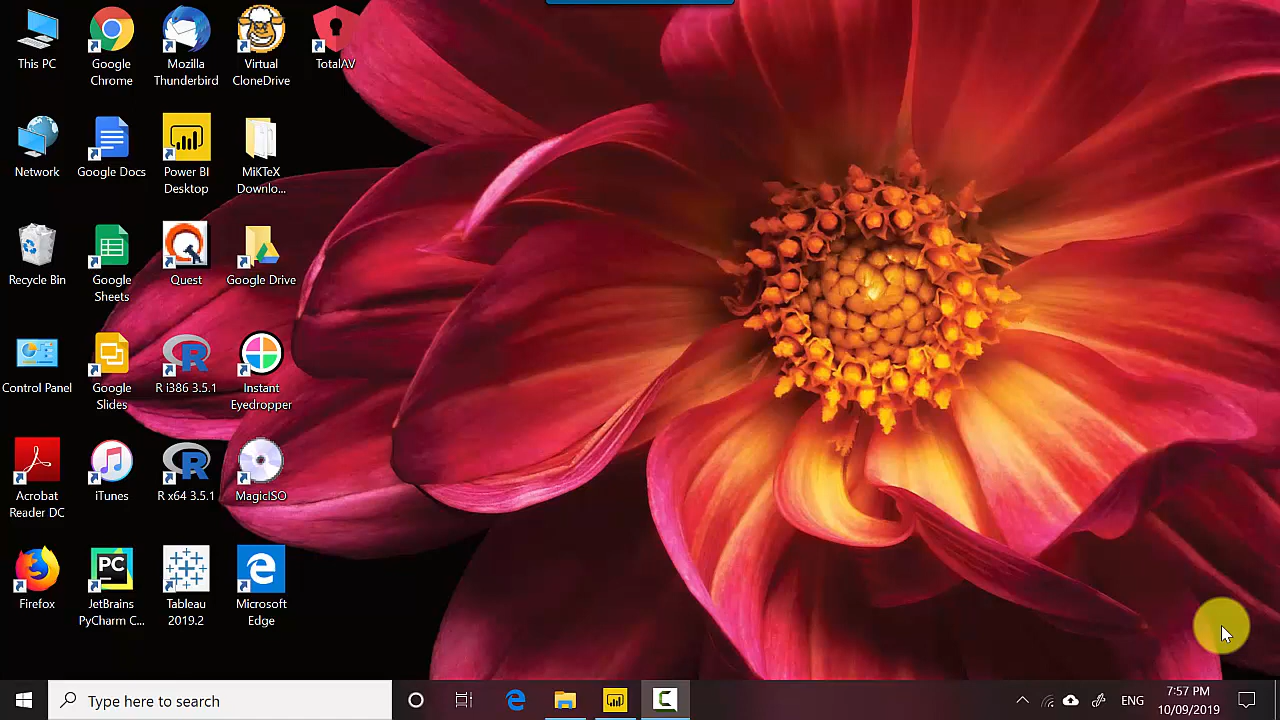 This PC
Google
Chrome
Mozilla
Thunderbird
Virtual
CloneDrive
TotalAV
Network
Google Docs
Power BI
Desktop
MiKTeX
Downlo...
Recycle Bin
Google
Sheets
Quest
Google Drive
Control Panel
Google
Slides
R i386 3.5.1
Instant
Eyedropper
Acrobat
Reader DC
iTunes
R x64 3.5.1
MagicISO
Firefox
PC
JetBrains
PyCharm C...
Tableau
2019.2
Microsoft
Edge
Type here to search
ENG
7:57 PM
10/09/2019